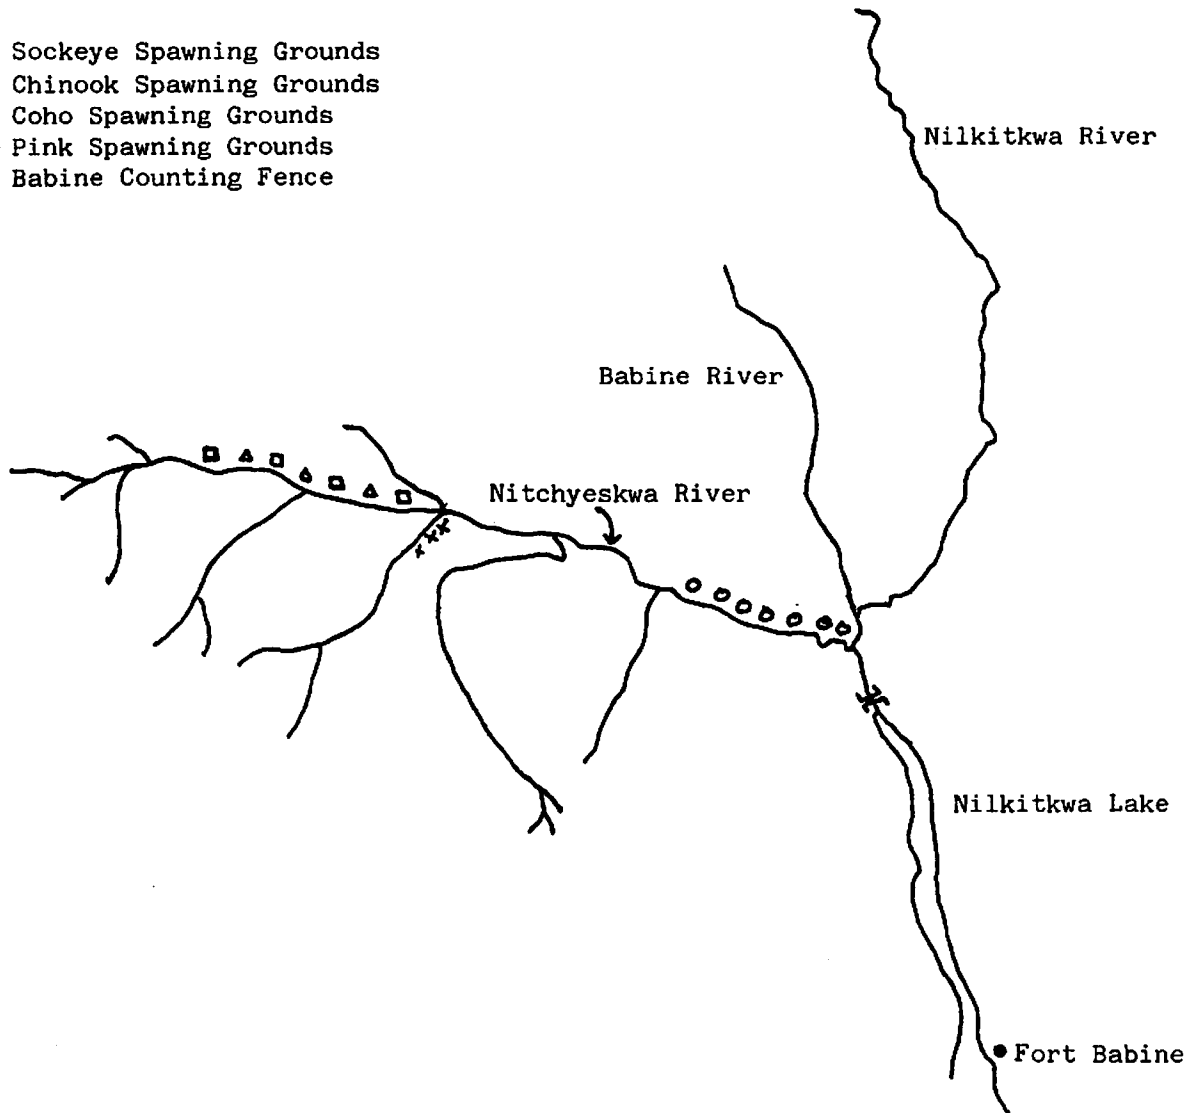 Sockeye Spawning Grounds
Chinook Spawning Grounds
Coho Spawning Grounds
Pink Spawning Grounds
Babine Counting Fence
Nilkitkwa River
Babine River
Nitchyeskwa River
Nilkitkwa Lake
Fort Babine